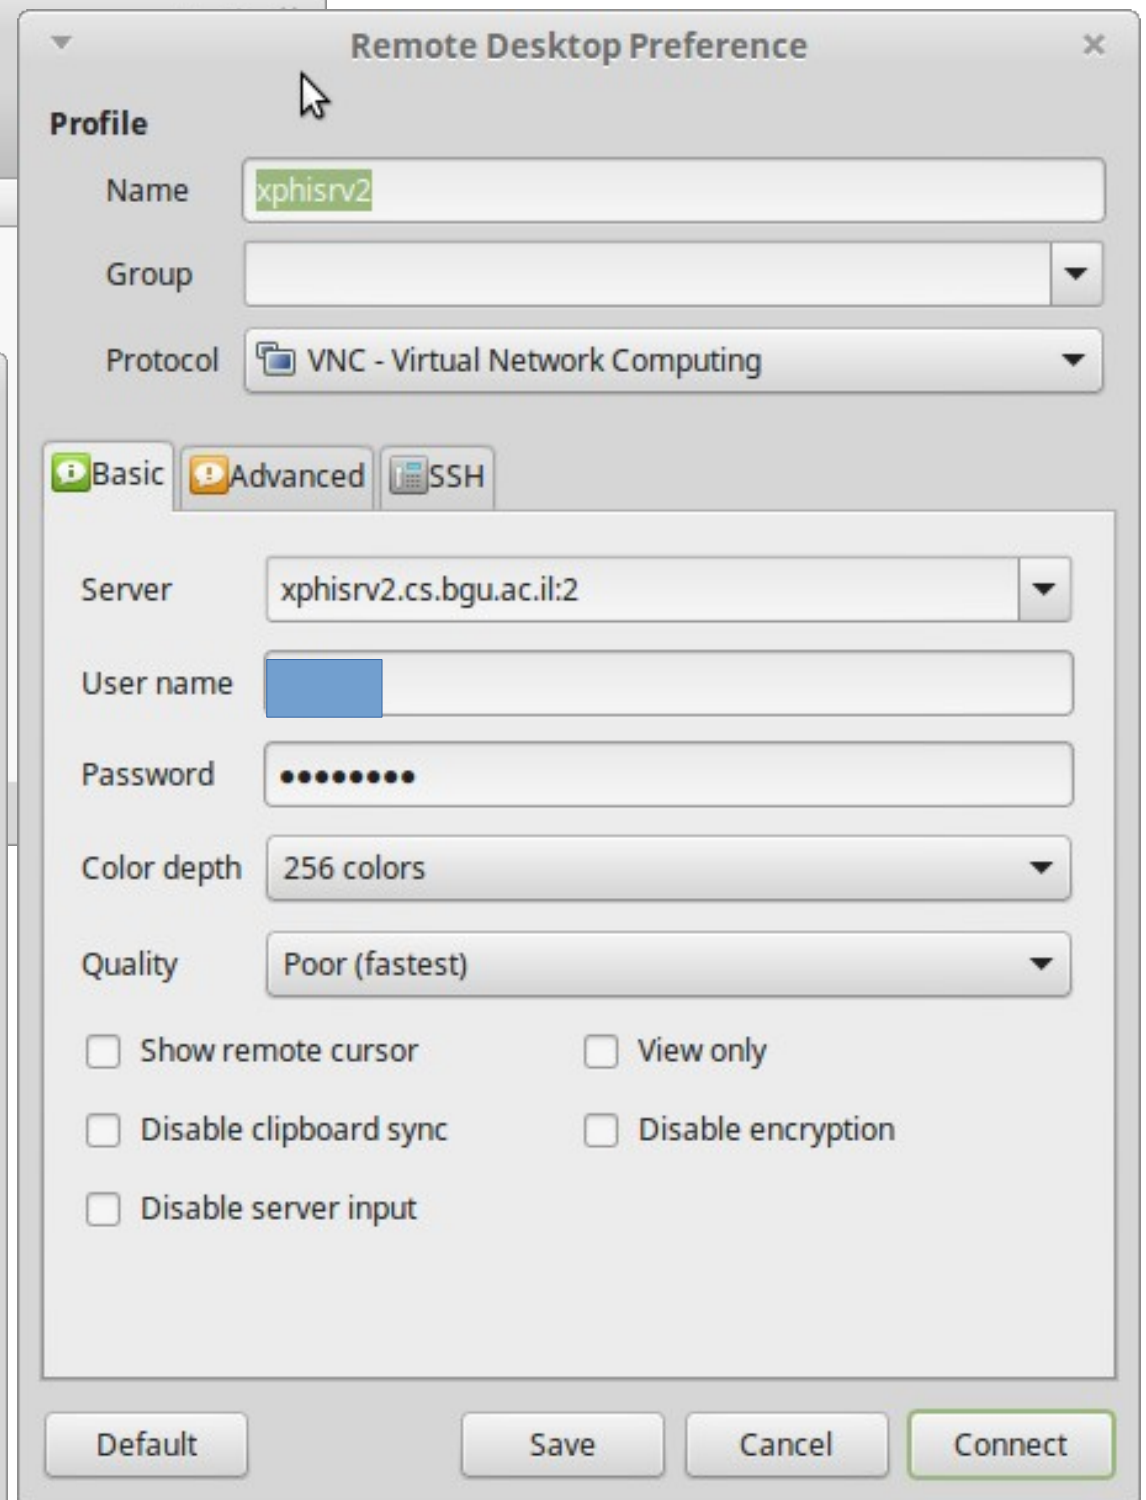 Remote Desktop Preference
Profile
Name xphisrv2
Group
Protocol VNC - Virtual Network Computing
Basic Advanced SSH
Server xphisrv2.cs.bgu.ac.il:2
User name
Password ●●●●●●●●
Color depth 256 colors
Quality Poor (fastest)
Show remote cursor View only
Disable clipboard sync Disable encryption
Disable server input
Default Save Cancel Connect